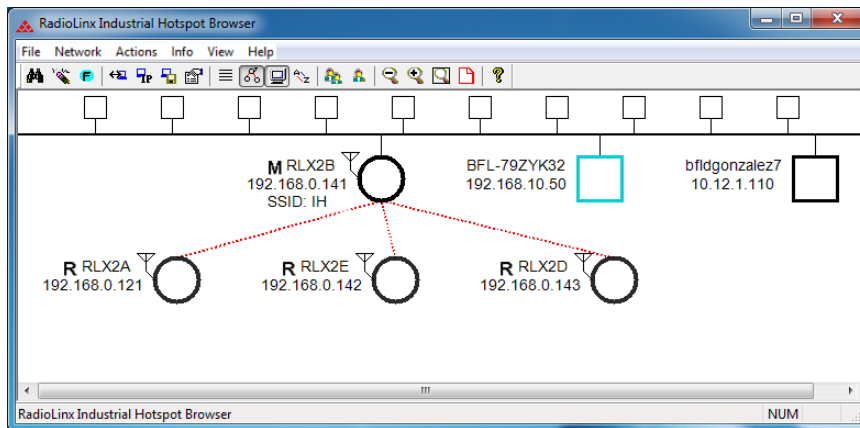 RadioLinx Industrial Hotspot Browser
File Network Actions Info View Help
IP
F
A Z
?
M RLX2B
192.168.0.141
SSID: IH
BFL-79ZYK32
192.168.10.50
bfldgonzalez7
10.12.1.110
R RLX2A
192.168.0.121
R RLX2E
192.168.0.142
R RLX2D
192.168.0.143
RadioLinx Industrial Hotspot Browser
NUM